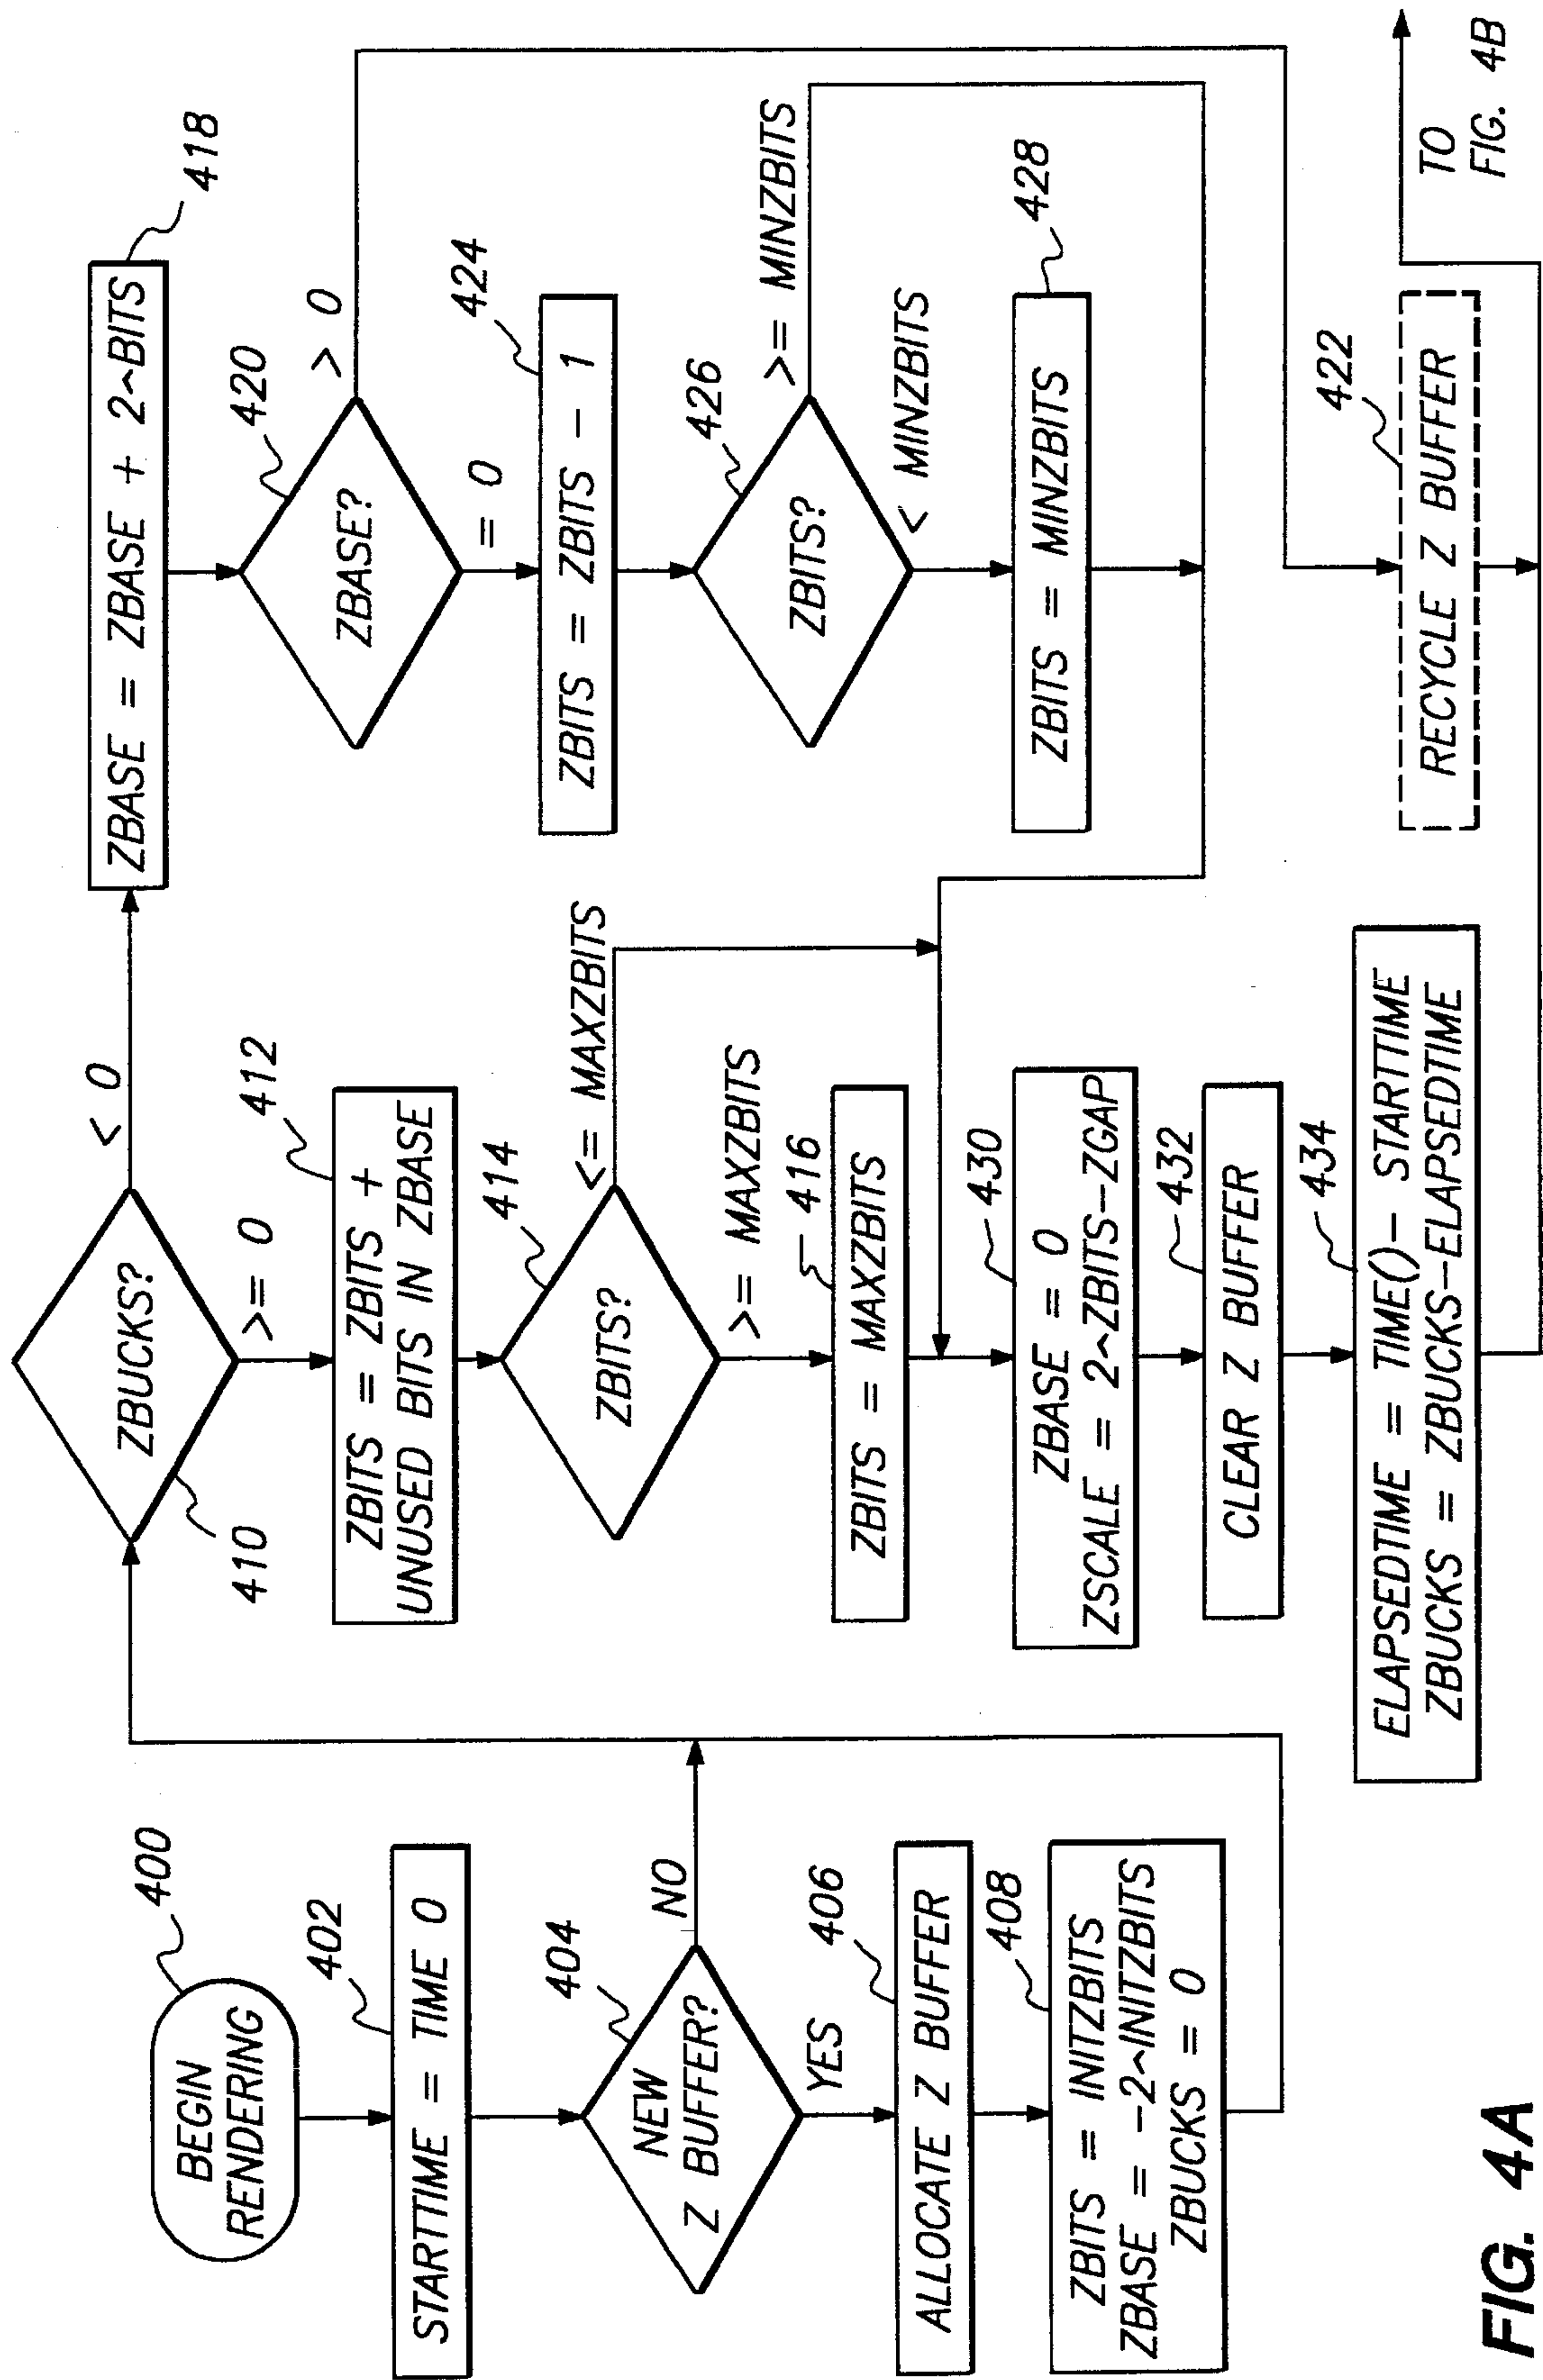 400
BEGIN
RENDERING
402
STARTTIME = TIME 0
404
NEW
Z BUFFER?
NO
YES
406
ALLOCATE Z BUFFER
408
ZBITS = INITZBITS
ZBASE = -2^INITZBITS
ZBUCKS = 0
410
ZBUCKS?
< 0
>= 0
412
ZBITS = ZBITS +
UNUSED BITS IN ZBASE
414
ZBITS?
<= MAXZBITS
>= MAXZBITS
416
ZBITS = MAXZBITS
430
ZBASE = 0
ZSCALE = 2^ZBITS-ZGAP
432
CLEAR Z BUFFER
434
ELAPSEDTIME = TIME()- STARTTIME
ZBUCKS = ZBUCKS-ELAPSEDTIME
418
ZBASE = ZBASE + 2^BITS
420
ZBASE?
> 0
= 0
424
ZBITS = ZBITS - 1
426
ZBITS?
>= MINZBITS
< MINZBITS
428
ZBITS = MINZBITS
422
RECYCLE Z BUFFER
TO
FIG. 4B
FIG. 4A